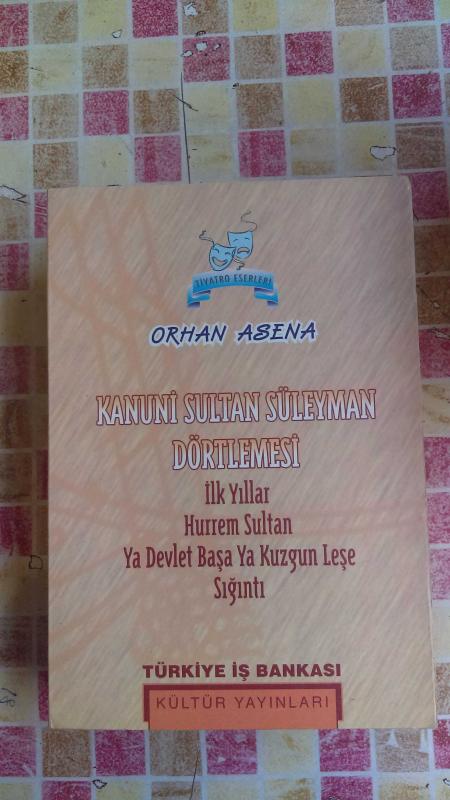 TİYATRO ESERLERİ
ORHAN ASENA
KANUNİ SULTAN SÜLEYMAN
DÖRTLEMESİ
İlk Yıllar
Hurrem Sultan
Ya Devlet Başa Ya Kuzgun Leşe
Sığıntı
TÜRKİYE İŞ BANKASI
KÜLTÜR YAYINLARI